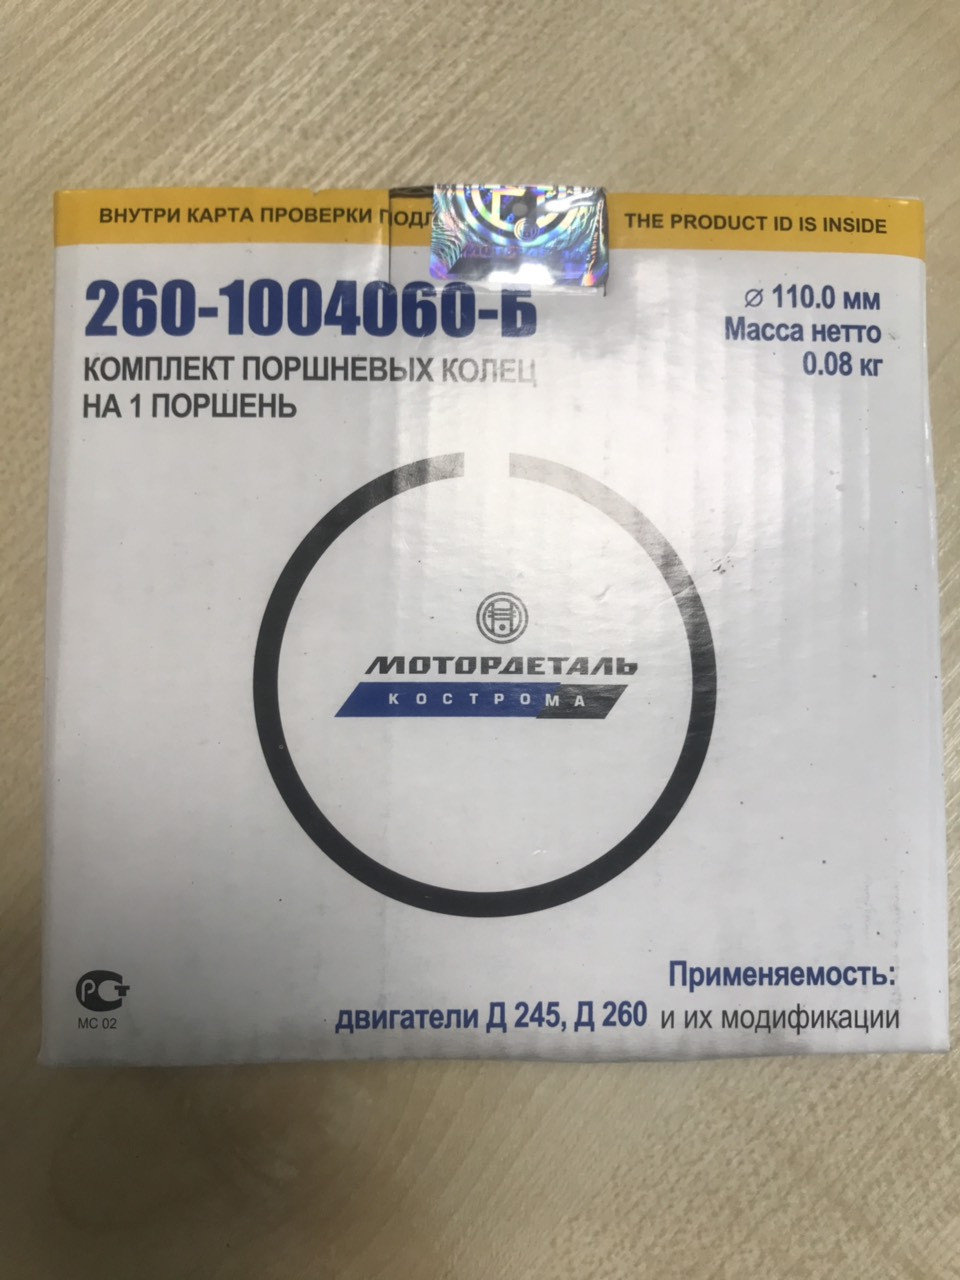 ВНУТРИ КАРТА ПРОВЕРКИ
THE PRODUCT ID IS INSIDE
260-1004060-Б
КОМПЛЕКТ ПОРШНЕВЫХ КОЛЕЦ
НА 1 ПОРШЕНЬ
⌀ 110.0 мм
Масса нетто
0.08 кг
МОТОРДЕТАЛЬ
КОСТРОМА
РСТ
МС 02
Применяемость:
двигатели Д 245, Д 260 и их модификации